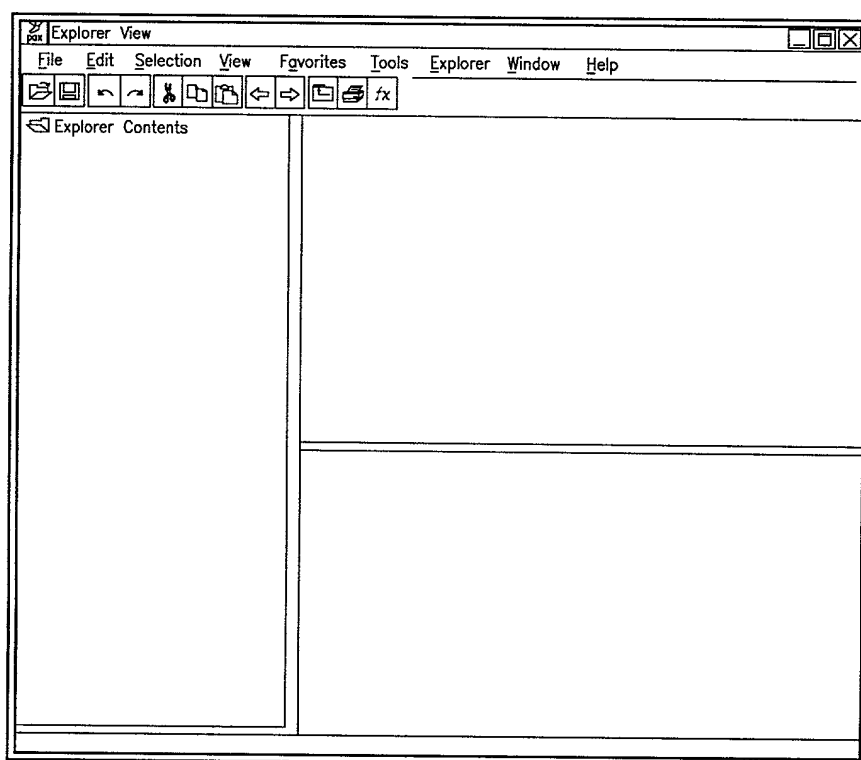 pax Explorer View
File Edit Selection View Favorites Tools Explorer Window Help
fx
Explorer Contents